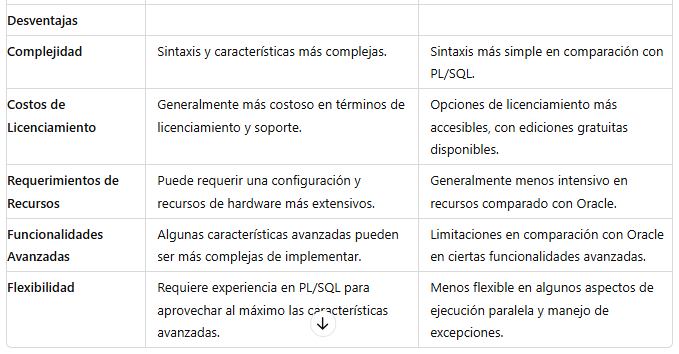 Desventajas
Complejidad
Sintaxis y características más complejas.
Sintaxis más simple en comparación con
PL/SQL.
Costos de
Licenciamiento
Generalmente más costoso en términos de
licenciamiento y soporte.
Opciones de licenciamiento más
accesibles, con ediciones gratuitas
disponibles.
Requerimientos de
Recursos
Puede requerir una configuración y
recursos de hardware más extensivos.
Generalmente menos intensivo en
recursos comparado con Oracle.
Funcionalidades
Avanzadas
Algunas características avanzadas pueden
ser más complejas de implementar.
Limitaciones en comparación con Oracle
en ciertas funcionalidades avanzadas.
Flexibilidad
Requiere experiencia en PL/SQL para
aprovechar al máximo las características
avanzadas.
Menos flexible en algunos aspectos de
ejecución paralela y manejo de
excepciones.